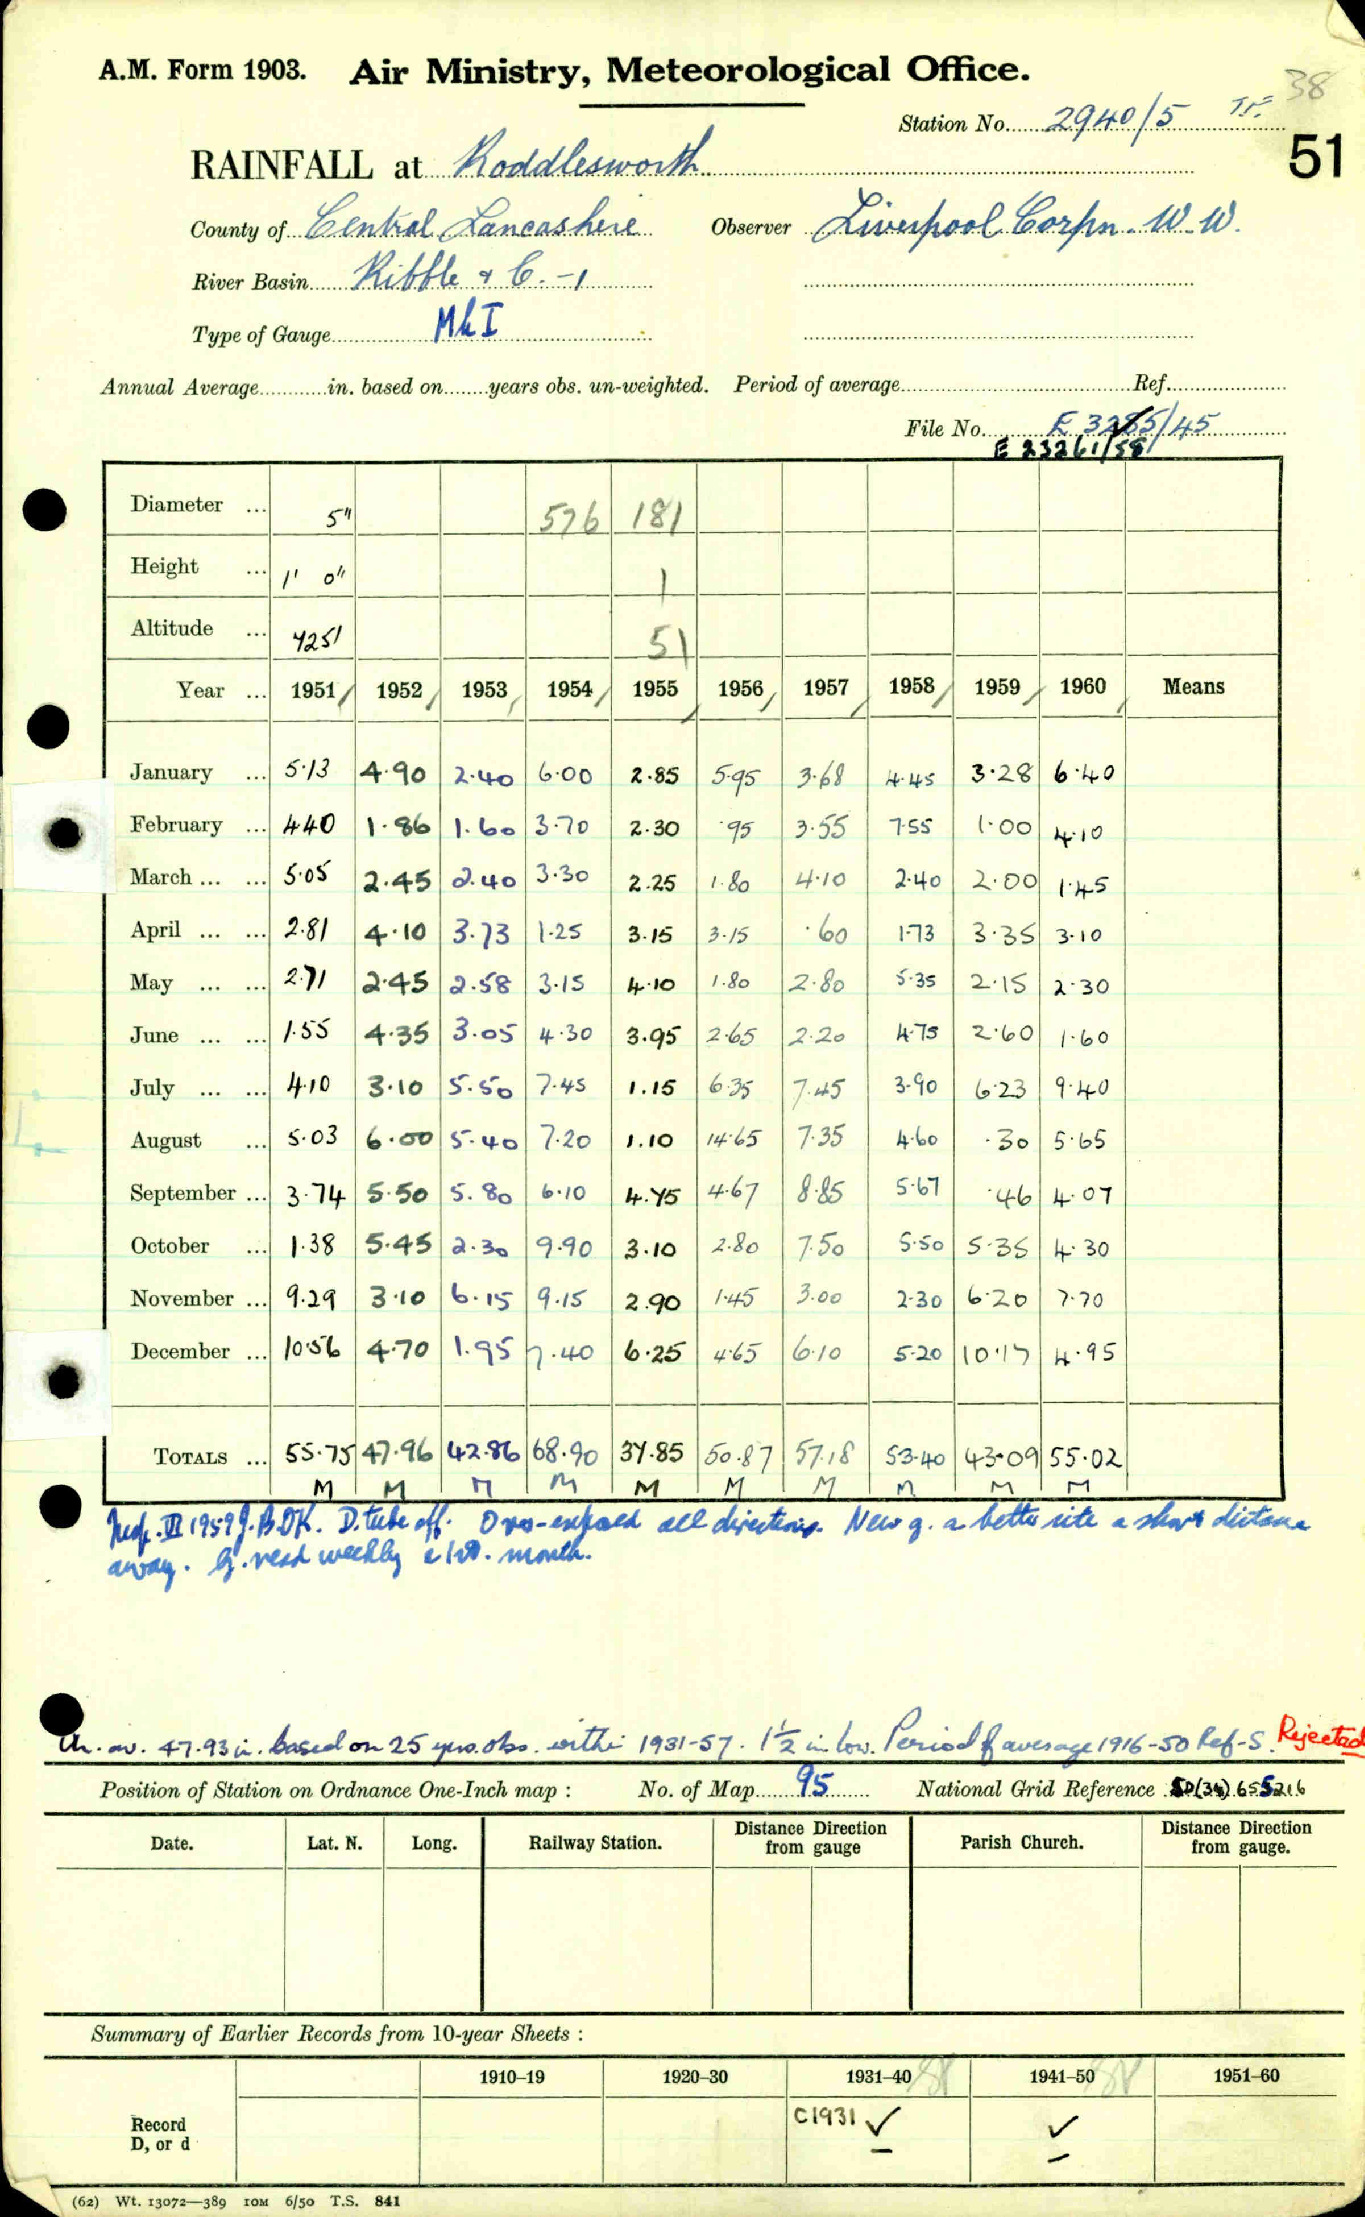 38
A.M. Form 1903. Air Ministry, Meteorological Office.
Station No. 2940/5
51
RAINFALL at Roddlesworth
County of Central Lancashire Observer Liverpool Corpn. W.W.
River Basin Ribble & C. -1
Type of Gauge Mk I
Annual Average in. based on years obs. un-weighted. Period of average Ref.
File No. E 3285/45
E 23261/58
Diameter ... 5" 576 181
Height ... 1' 0" 1
Altitude ... 425' 51
Year ... 1951 1952 1953 1954 1955 1956 1957 1958 1959 1960 Means
January ... 5.13 4.90 2.40 6.00 2.85 5.95 3.68 4.45 3.28 6.40
February ... 4.40 1.86 1.60 3.70 2.30 .95 3.55 7.55 1.00 4.10
March ... ... 5.05 2.45 2.40 3.30 2.25 1.80 4.10 2.40 2.00 1.45
April ... ... 2.81 4.10 3.73 1.25 3.15 3.15 .60 1.73 3.35 3.10
May ... ... 2.71 2.45 2.58 3.15 4.10 1.80 2.80 5.35 2.15 2.30
June ... ... 1.55 4.35 3.05 4.30 3.95 2.65 2.20 4.75 2.60 1.60
July ... ... 4.10 3.10 5.50 7.45 1.15 6.35 7.45 3.90 6.23 9.40
August ... 5.03 6.00 5.40 7.20 1.10 14.65 7.35 4.60 .30 5.65
September ... 3.74 5.50 5.80 6.10 4.75 4.67 8.85 5.67 .46 4.07
October ... 1.38 5.45 2.30 9.90 3.10 2.80 7.50 5.50 5.35 4.30
November ... 9.29 3.10 6.15 9.15 2.90 1.45 3.00 2.30 6.20 7.70
December ... 10.56 4.70 1.95 7.40 6.25 4.65 6.10 5.20 10.17 4.95
TOTALS ... 55.75 47.96 42.86 68.90 37.85 50.87 57.18 53.40 43.09 55.02
M M M M M M M M M M
Insp. III 1959 J.B.DK. D. tube off. Over-exposed all directions. New g. a better site a short distance
away. G. read weekly & 1st. month.
Un. av. 47.93 in. based on 25 yrs. obs. within 1931-57. 1½ in low. Period of average 1916-50 Ref-S. Rejected
Position of Station on Ordnance One-Inch map : No. of Map 95 National Grid Reference SD(34) 655216
Date. Lat. N. Long. Railway Station. Distance Direction from gauge Parish Church. Distance Direction from gauge.
Summary of Earlier Records from 10-year Sheets :
1910–19 1920–30 1931–40 1941–50 1951–60
Record C1931 ✓ ✓
D, or d – –
(62) Wt. 13072—389 IOM 6/50 T.S. 841